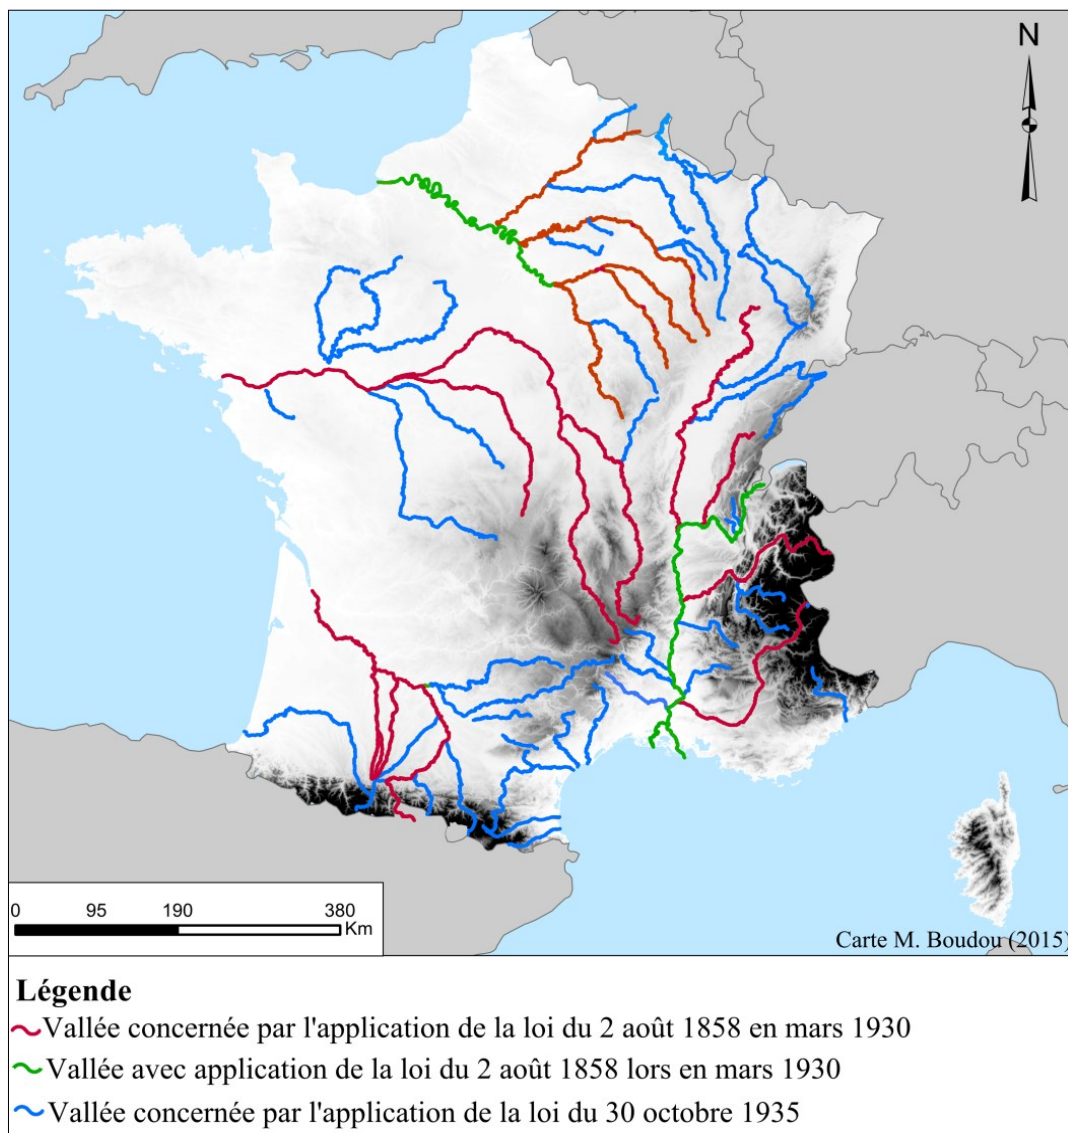 N
0 95 190 380
Km
Carte M. Boudou (2015)
Légende
Vallée concernée par l'application de la loi du 2 août 1858 en mars 1930
Vallée avec application de la loi du 2 août 1858 lors en mars 1930
Vallée concernée par l'application de la loi du 30 octobre 1935